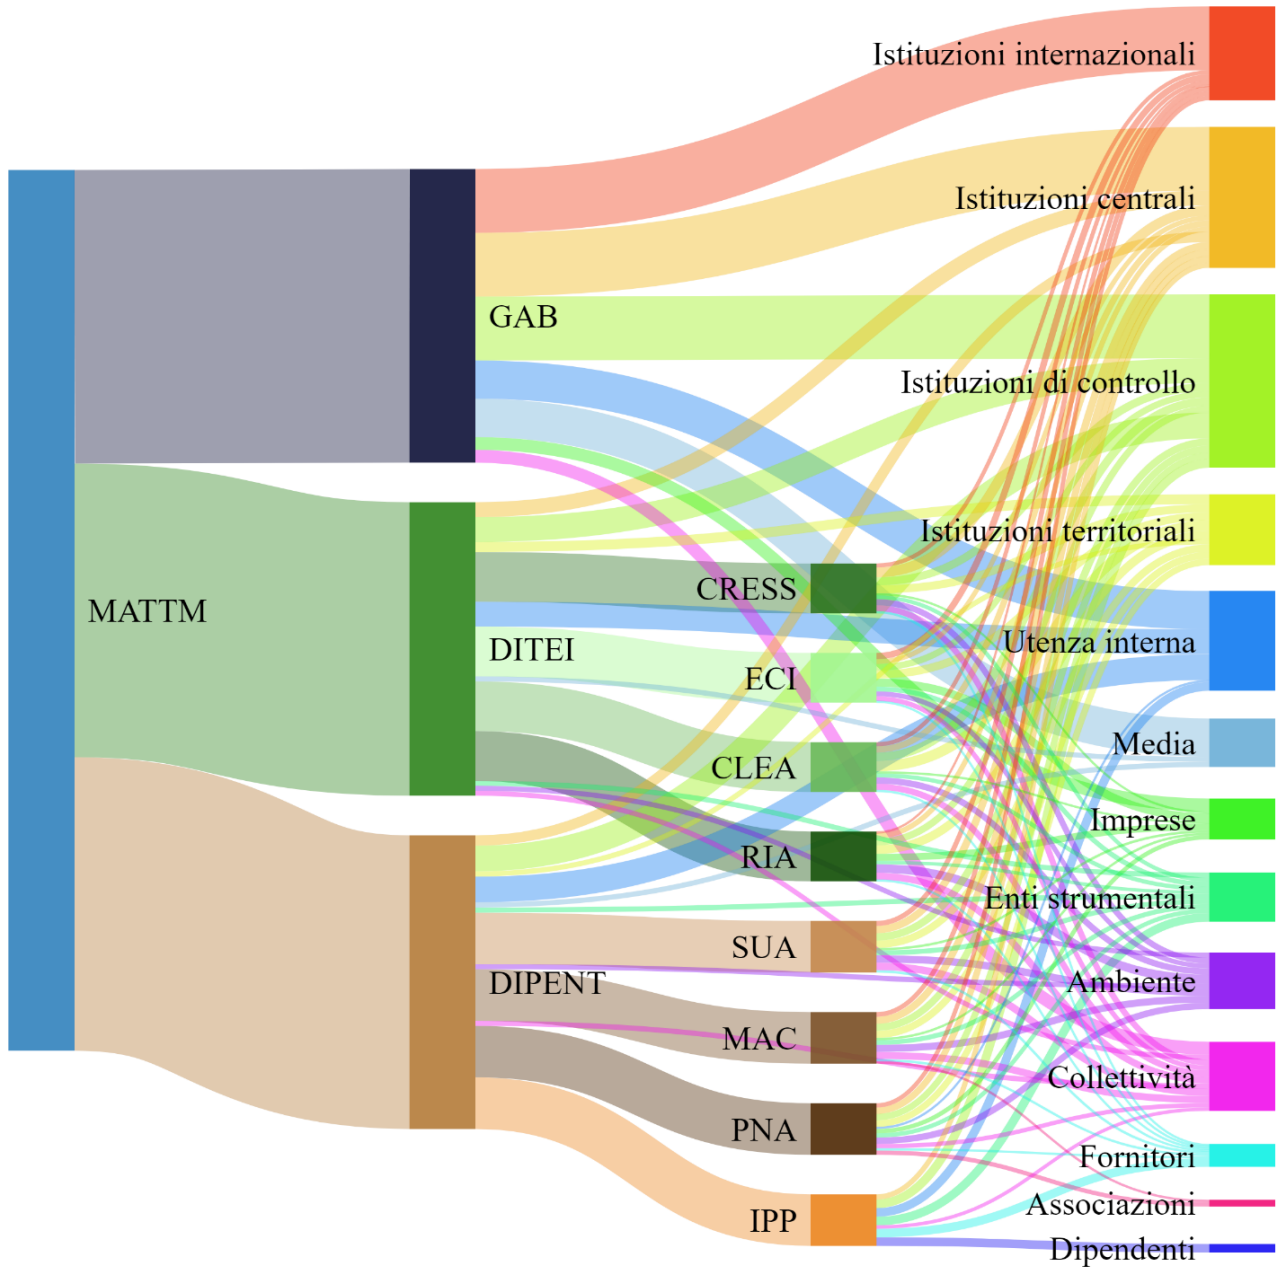 MATTM
GAB
DITEI
DIPENT
CRESS
ECI
CLEA
RIA
SUA
MAC
PNA
IPP
Istituzioni internazionali
Istituzioni centrali
Istituzioni di controllo
Istituzioni territoriali
Utenza interna
Media
Imprese
Enti strumentali
Ambiente
Collettività
Fornitori
Associazioni
Dipendenti